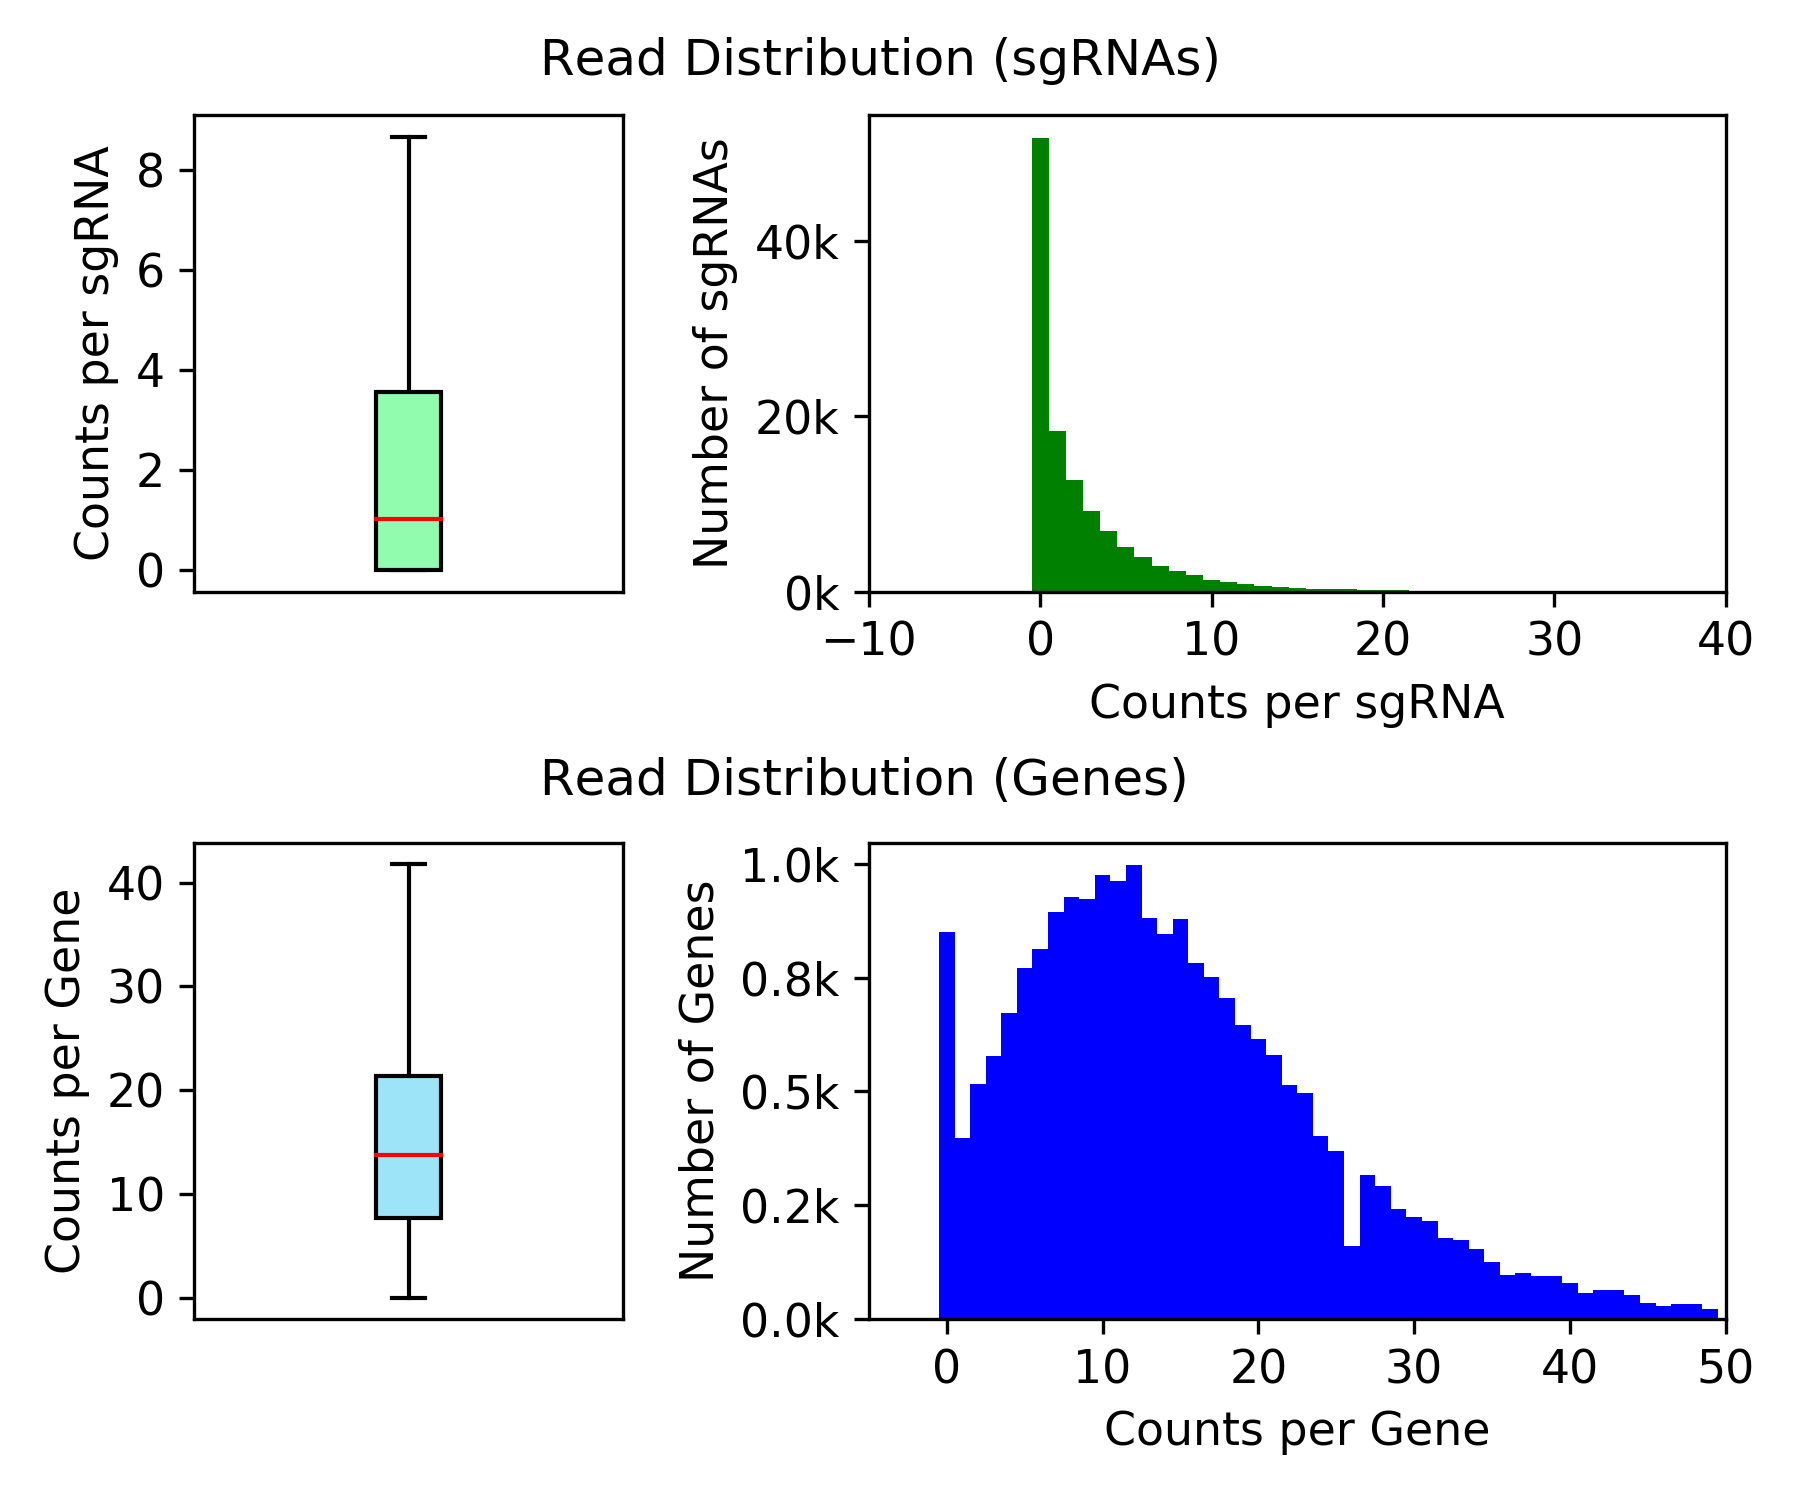 Read Distribution (sgRNAs)
Counts per sgRNA
8
6
4
2
0
Number of sgRNAs
40k
20k
0k
−10 0 10 20 30 40
Counts per sgRNA
Read Distribution (Genes)
Counts per Gene
40
30
20
10
0
Number of Genes
1.0k
0.8k
0.5k
0.2k
0.0k
0 10 20 30 40 50
Counts per Gene